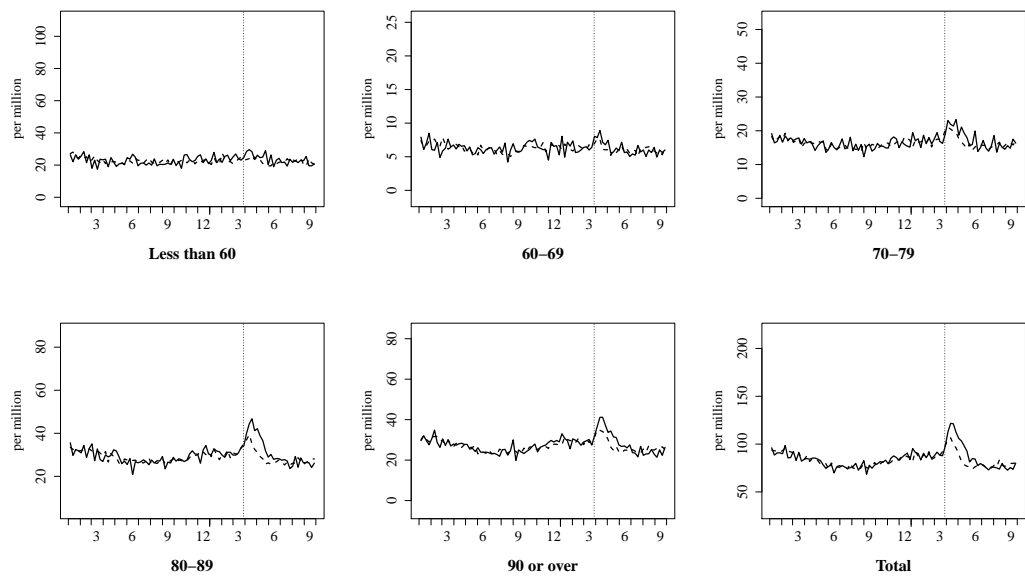 per million
0 20 40 60 80 100
3 6 9 12 3 6 9
Less than 60
per million
0 5 10 15 20 25
3 6 9 12 3 6 9
60−69
per million
0 10 20 30 40 50
3 6 9 12 3 6 9
70−79
per million
20 40 60 80
3 6 9 12 3 6 9
80−89
per million
0 20 40 60 80
3 6 9 12 3 6 9
90 or over
per million
50 100 150 200
3 6 9 12 3 6 9
Total